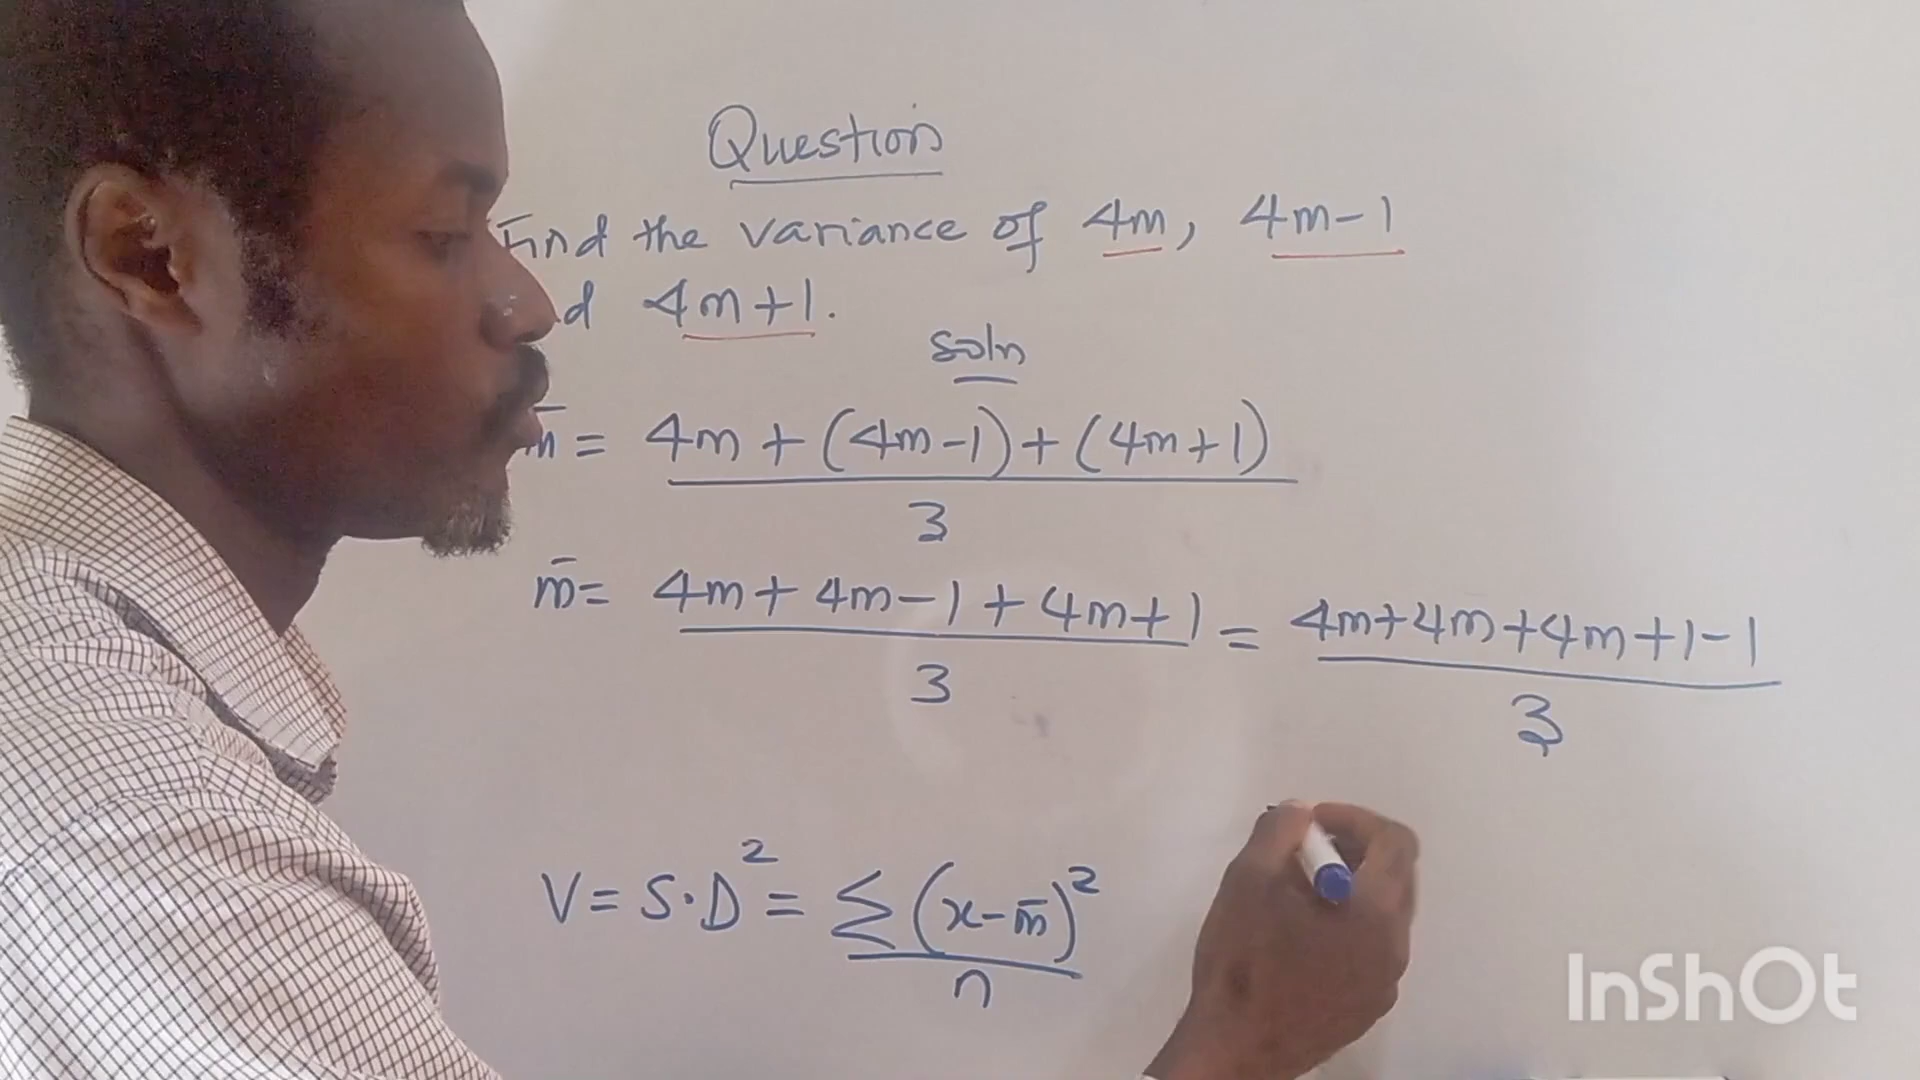 Question
Find the variance of 4m, 4m-1
d 4m+1.
soln
m̄ = 4m + (4m-1) + (4m+1)
3
m̄ = 4m + 4m - 1 + 4m + 1 = 4m + 4m + 4m + 1 - 1
3 3
V = S.D² = Σ(x - m̄)²
n
InShOt